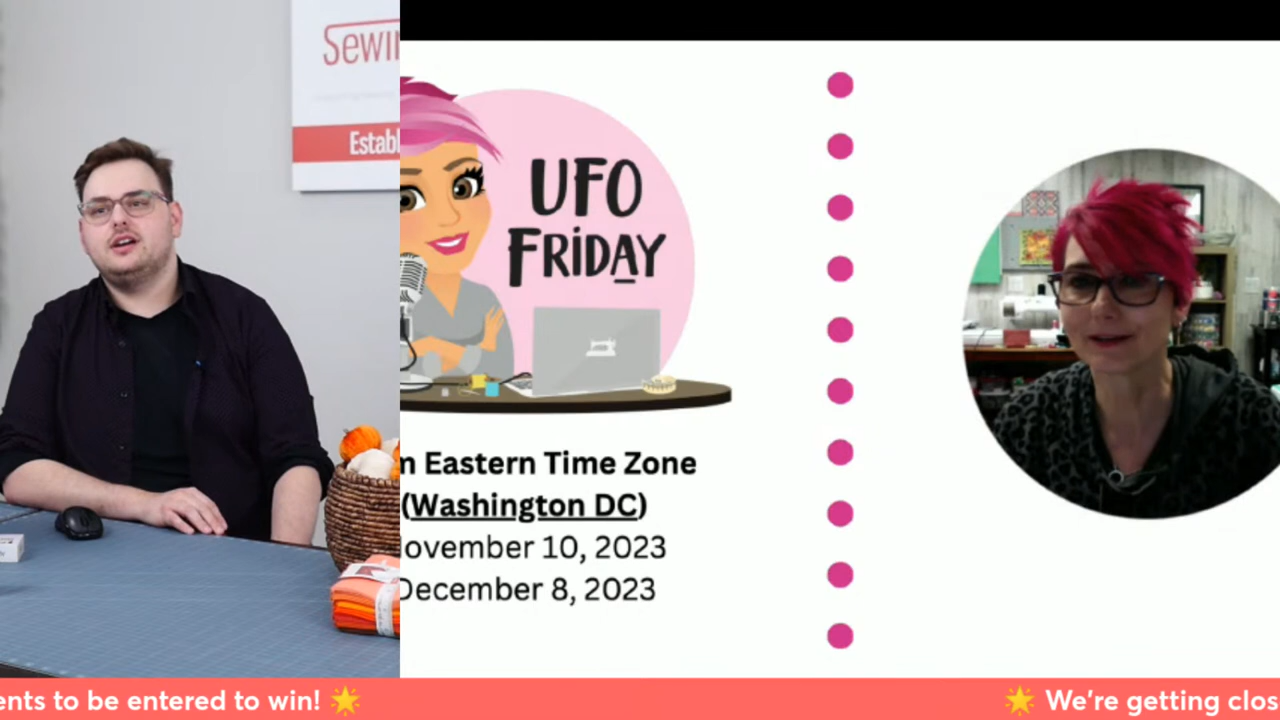 Sewi
Establ
UFO
FRiDAY
m Eastern Time Zone
(Washington DC)
ovember 10, 2023
December 8, 2023
ents to be entered to win! 🌟
🌟 We're getting clos